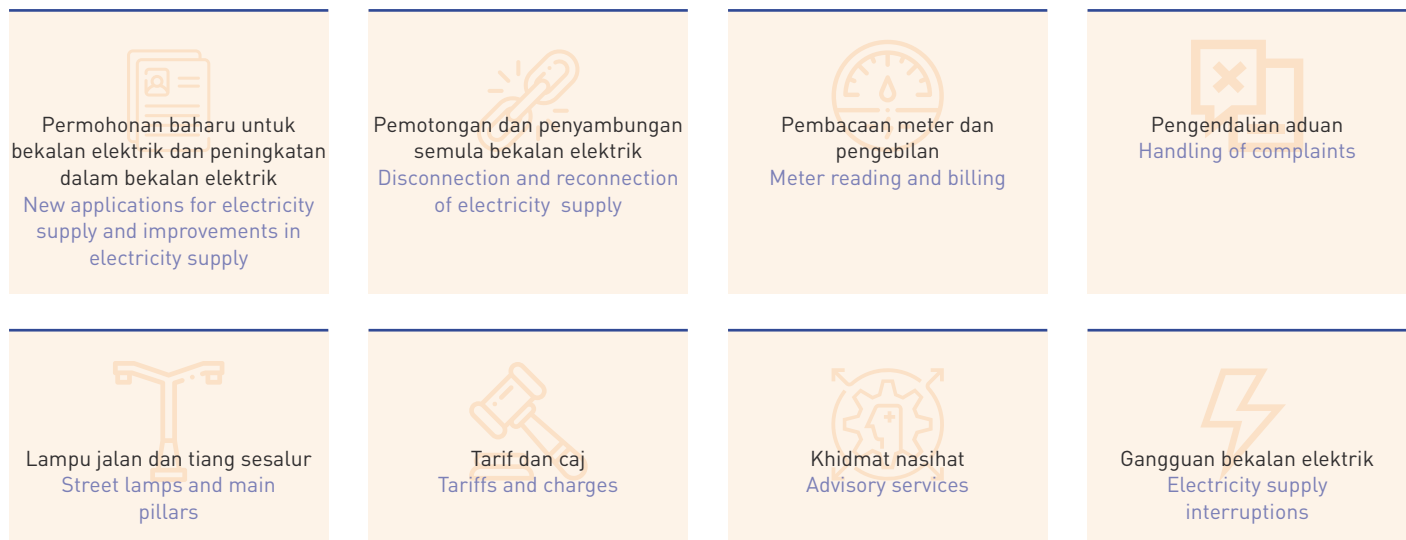 Permohonan baharu untuk
bekalan elektrik dan peningkatan
dalam bekalan elektrik
New applications for electricity
supply and improvements in
electricity supply
Pemotongan dan penyambungan
semula bekalan elektrik
Disconnection and reconnection
of electricity supply
Pembacaan meter dan
pengebilan
Meter reading and billing
Pengendalian aduan
Handling of complaints
Lampu jalan dan tiang sesalur
Street lamps and main
pillars
Tarif dan caj
Tariffs and charges
Khidmat nasihat
Advisory services
Gangguan bekalan elektrik
Electricity supply
interruptions